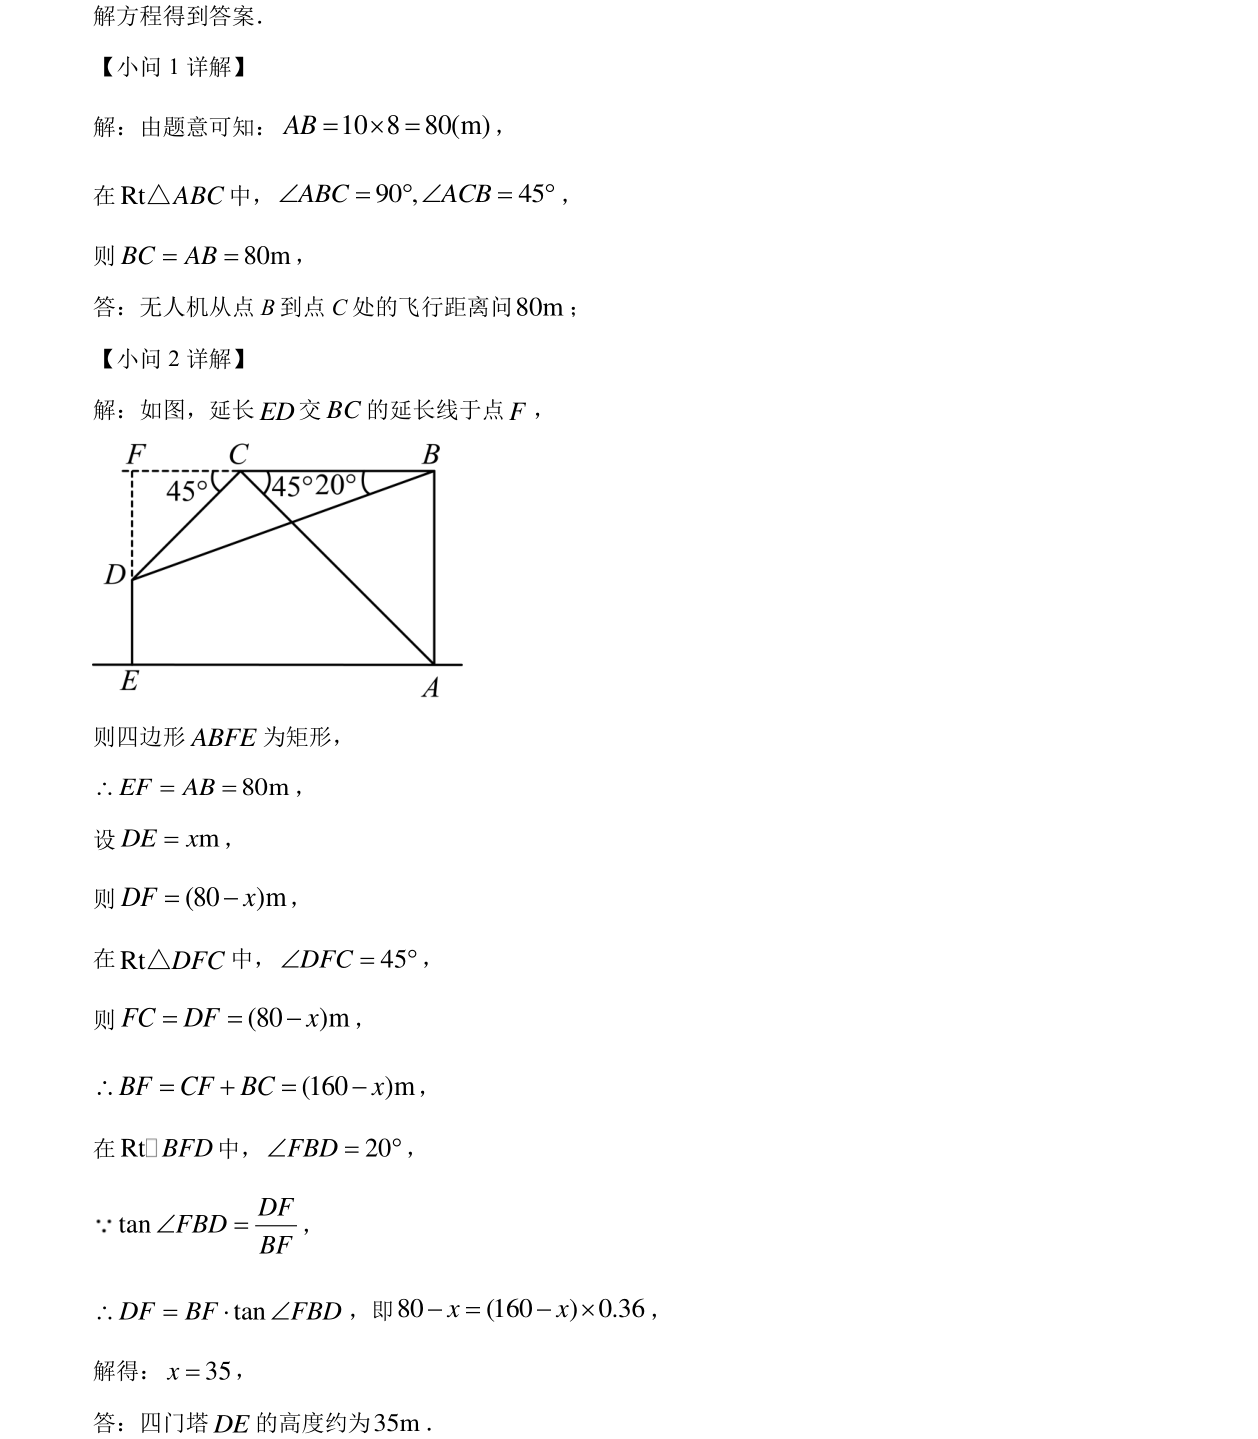 解方程得到答案．
【小问 1 详解】
解：由题意可知： AB＝10×8＝80(m)，
在 Rt△ABC 中，∠ABC = 90°,∠ACB = 45°，
则 BC = AB = 80m，
答：无人机从点 B 到点 C 处的飞行距离问80m；
【小问 2 详解】
解：如图，延长 ED 交 BC 的延长线于点 F，
F C B
45° 45° 20°
D
E A
则四边形 ABFE 为矩形，
∴ EF = AB = 80m，
设 DE = xm，
则 DF = (80 − x)m，
在 Rt△DFC 中，∠DFC = 45°，
则 FC = DF = (80 − x)m，
∴ BF = CF + BC = (160 − x)m，
在 Rt□BFD 中，∠FBD = 20°，
∵ tan∠FBD = DF/BF，
∴ DF = BF · tan∠FBD，即 80 − x = (160 − x)×0.36，
解得： x = 35，
答：四门塔 DE 的高度约为35m．